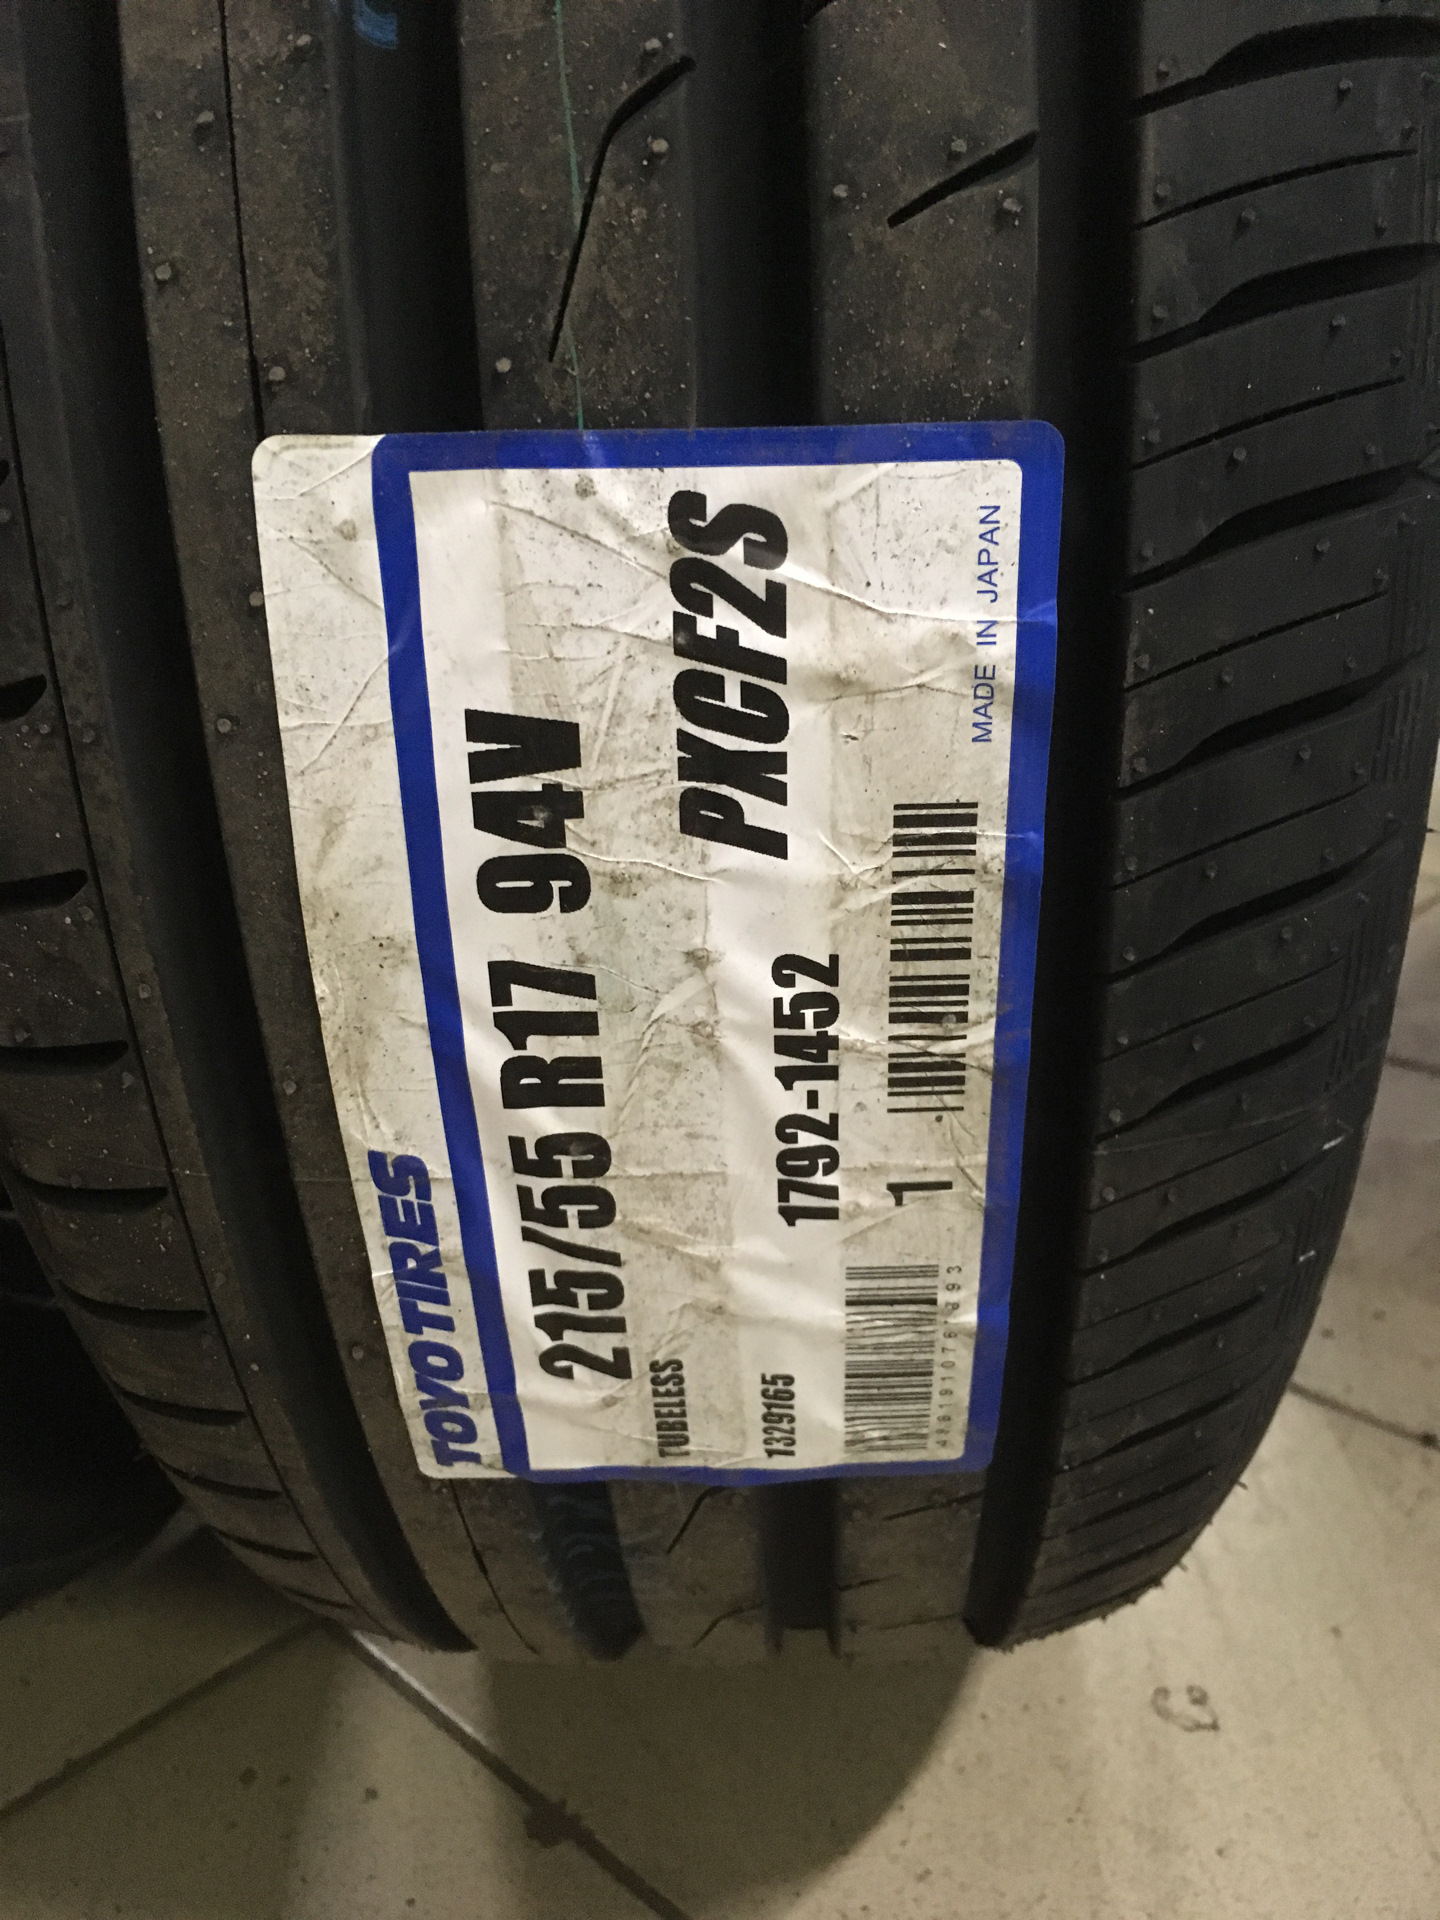 TOYO TIRES
215/55 R17 94V
TUBELESS
PXCF2S
1329165
1792-1452
1
MADE IN JAPAN